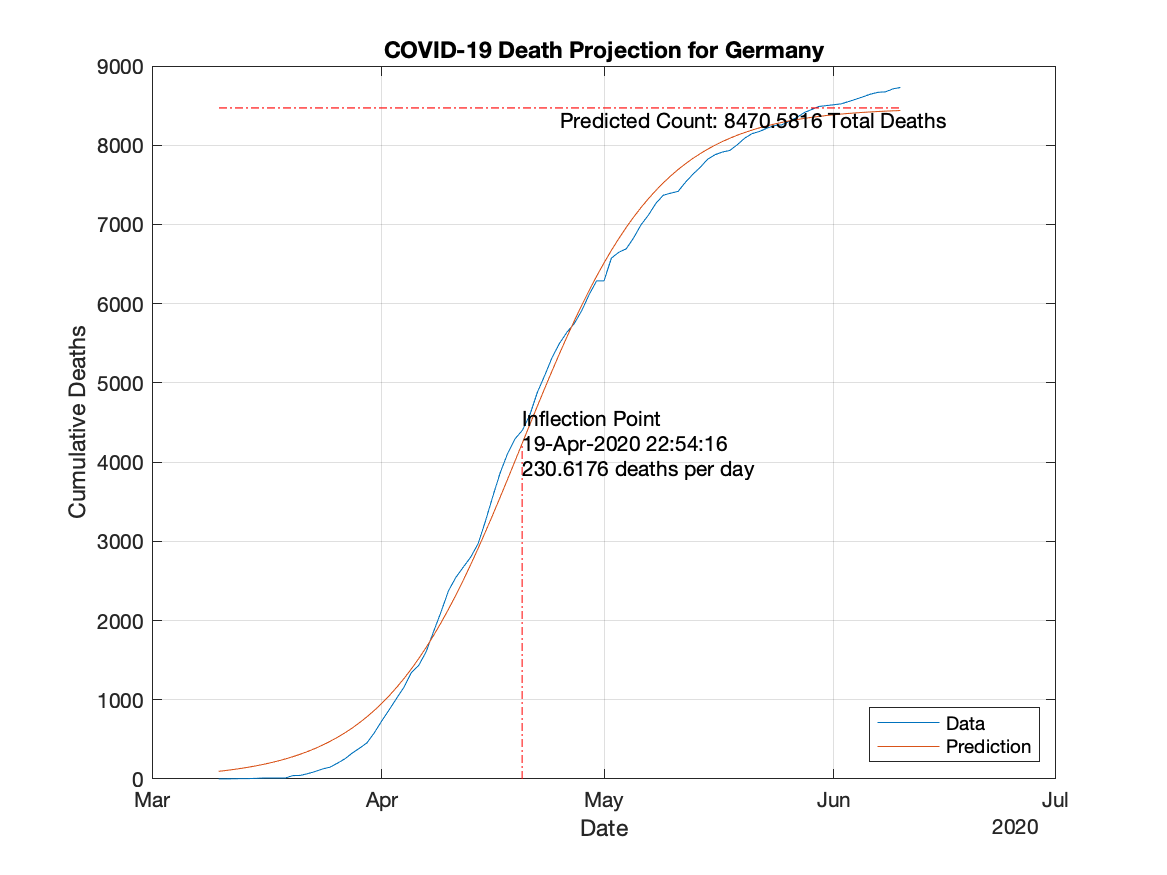 COVID-19 Death Projection for Germany
9000
8000
7000
6000
5000
4000
3000
2000
1000
0
Cumulative Deaths
Predicted Count: 8470.5816 Total Deaths
Inflection Point
19-Apr-2020 22:54:16
230.6176 deaths per day
Data
Prediction
Mar Apr May Jun Jul
Date
2020